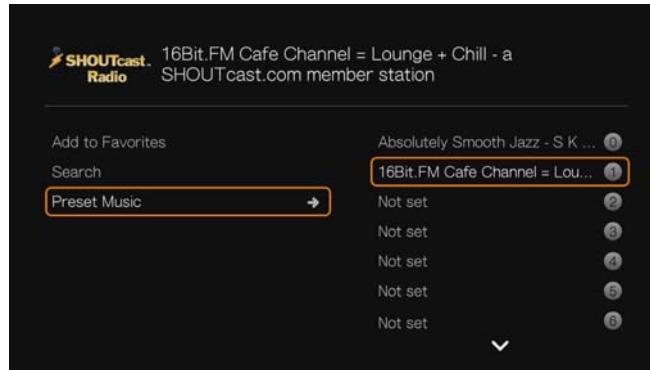 SHOUTcast.
Radio
16Bit.FM Cafe Channel = Lounge + Chill - a
SHOUTcast.com member station
Add to Favorites
Search
Preset Music
Absolutely Smooth Jazz - S K ... 0
16Bit.FM Cafe Channel = Lou... 1
Not set 2
Not set 3
Not set 4
Not set 5
Not set 6